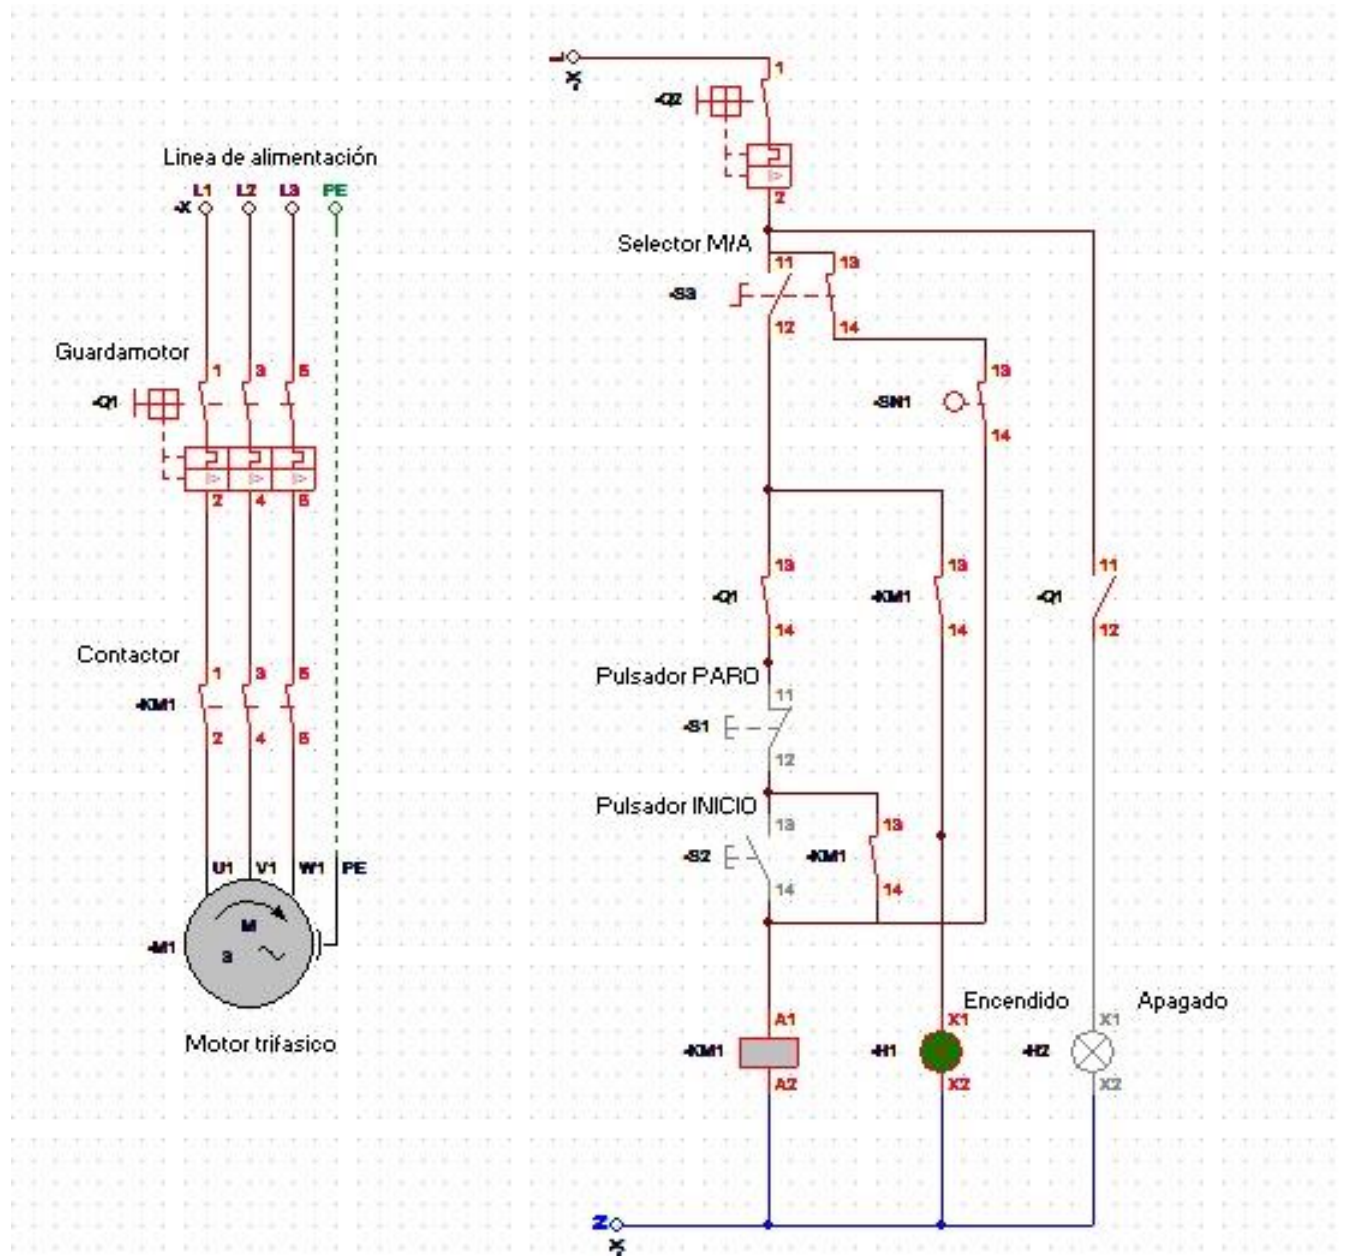 Linea de alimentación
L1 L2 L3 PE
-X
Guardamotor
1 3 5
-Q1
2 4 6
Contactor
1 3 5
-KM1
2 4 6
U1 V1 W1 PE
M
3
-M1
Motor trifasico
L
-X
1
-Q2
2
Selector M/A
11 13
-S3
12 14
13
-SN1
14
13 13 11
-Q1 -KM1 -Q1
14 14 12
Pulsador PARO
11
-S1
12
Pulsador INICIO
13 13
-S2 -KM1
14 14
Encendido Apagado
A1 X1 X1
-KM1 -H1 -H2
A2 X2 X2
N
-X